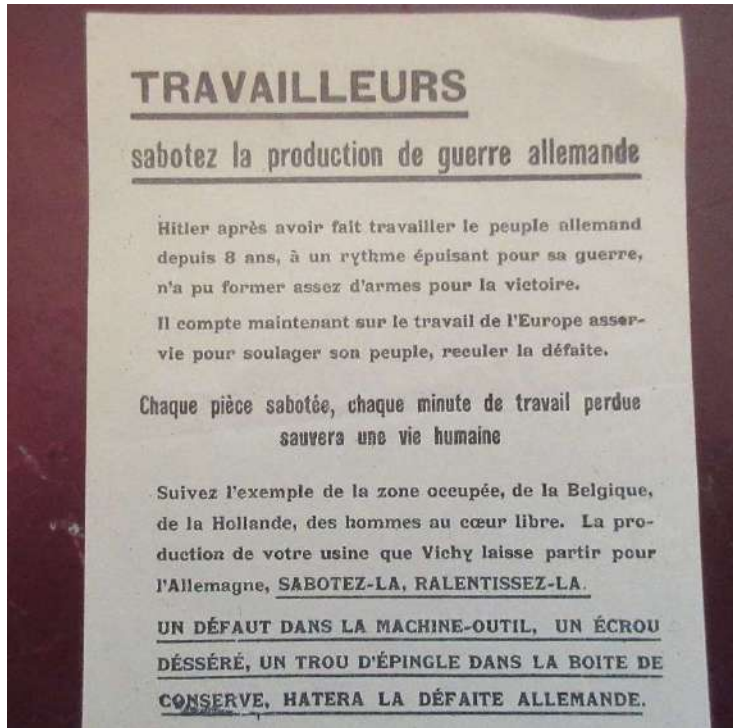 TRAVAILLEURS
sabotez la production de guerre allemande
Hitler après avoir fait travailler le peuple allemand
depuis 8 ans, à un rythme épuisant pour sa guerre,
n'a pu former assez d'armes pour la victoire.
Il compte maintenant sur le travail de l'Europe asser-
vie pour soulager son peuple, reculer la défaite.
Chaque pièce sabotée, chaque minute de travail perdue
sauvera une vie humaine
Suivez l'exemple de la zone occupée, de la Belgique,
de la Hollande, des hommes au cœur libre. La pro-
duction de votre usine que Vichy laisse partir pour
l'Allemagne, SABOTEZ-LA, RALENTISSEZ-LA.
UN DÉFAUT DANS LA MACHINE-OUTIL, UN ÉCROU
DÉSSÉRÉ, UN TROU D'ÉPINGLE DANS LA BOITE DE
CONSERVE, HATERA LA DÉFAITE ALLEMANDE.